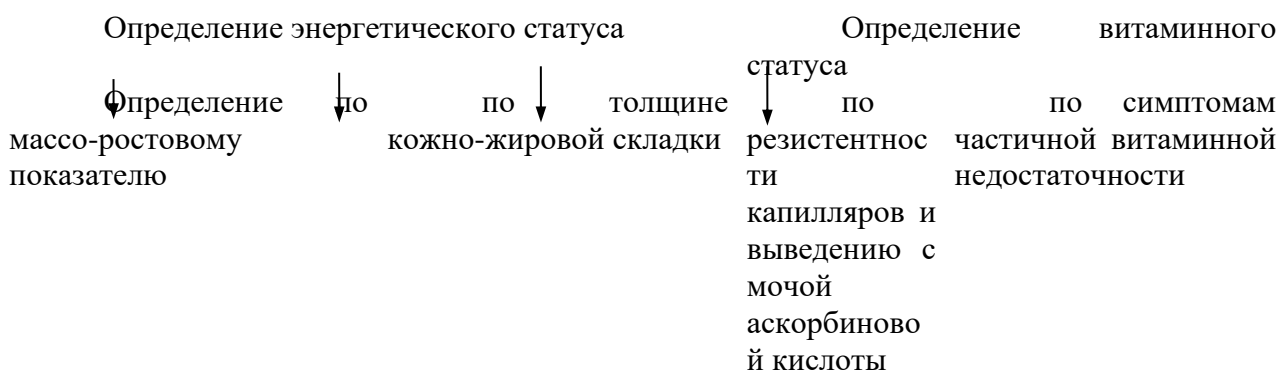 Определение энергетического статуса
Определение витаминного
статуса
Определение по
массо-ростовому
показателю
по толщине
кожно-жировой складки
по
резистентнос
ти
капилляров и
выведению с
мочой
аскорбиново
й кислоты
по симптомам
частичной витаминной
недостаточности